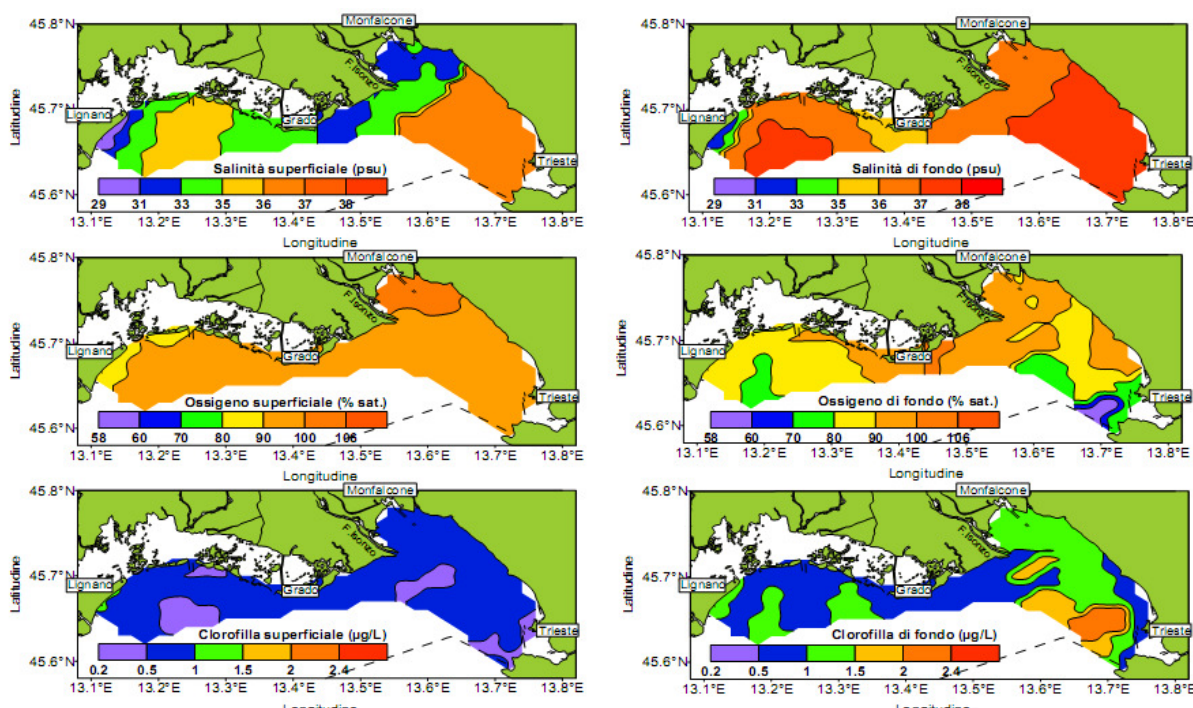 45.8°N
45.7°N
45.6°N
Latitudine
Monfalcone
F.Isonzo
Lignano
Grado
Trieste
Salinità superficiale (psu)
29 31 33 35 36 37 38
13.1°E 13.2°E 13.3°E 13.4°E 13.5°E 13.6°E 13.7°E 13.8°E
Longitudine
45.8°N
45.7°N
45.6°N
Latitudine
Monfalcone
F.Isonzo
Lignano
Grado
Trieste
Salinità di fondo (psu)
29 31 33 35 36 37 38
13.1°E 13.2°E 13.3°E 13.4°E 13.5°E 13.6°E 13.7°E 13.8°E
Longitudine
45.8°N
45.7°N
45.6°N
Latitudine
Monfalcone
F.Isonzo
Lignano
Grado
Trieste
Ossigeno superficiale (% sat.)
58 60 70 80 90 100 106
13.1°E 13.2°E 13.3°E 13.4°E 13.5°E 13.6°E 13.7°E 13.8°E
Longitudine
45.8°N
45.7°N
45.6°N
Latitudine
Monfalcone
F.Isonzo
Lignano
Grado
Trieste
Ossigeno di fondo (% sat.)
58 60 70 80 90 100 106
13.1°E 13.2°E 13.3°E 13.4°E 13.5°E 13.6°E 13.7°E 13.8°E
Longitudine
45.8°N
45.7°N
45.6°N
Latitudine
Monfalcone
F.Isonzo
Lignano
Grado
Trieste
Clorofilla superficiale (µg/L)
0.2 0.5 1 1.5 2 2.4
13.1°E 13.2°E 13.3°E 13.4°E 13.5°E 13.6°E 13.7°E 13.8°E
Longitudine
45.8°N
45.7°N
45.6°N
Latitudine
Monfalcone
F.Isonzo
Lignano
Grado
Trieste
Clorofilla di fondo (µg/L)
0.2 0.5 1 1.5 2 2.4
13.1°E 13.2°E 13.3°E 13.4°E 13.5°E 13.6°E 13.7°E 13.8°E
Longitudine